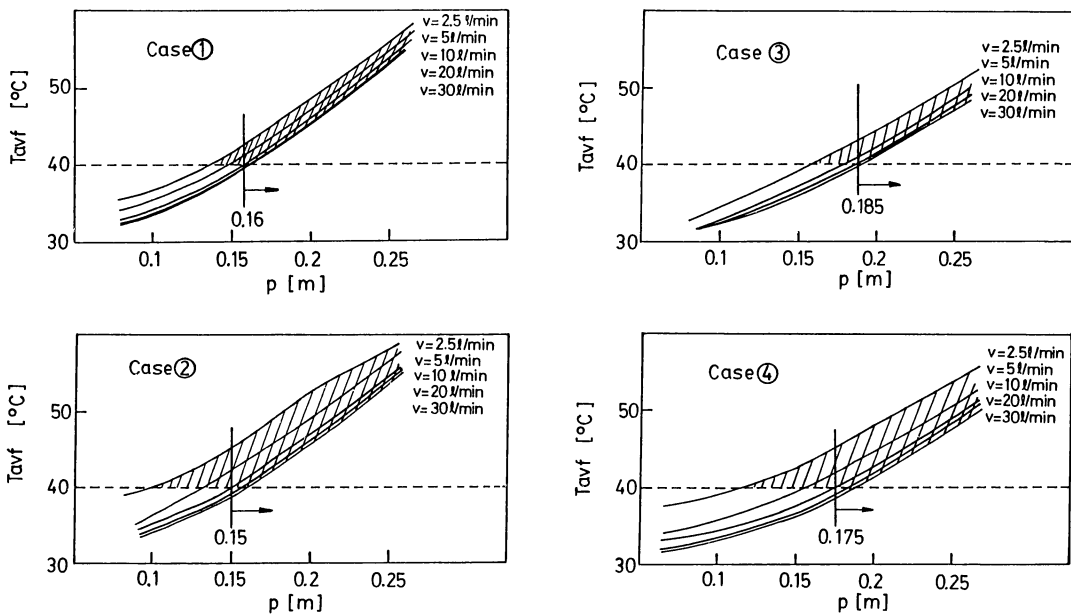 Case①
v=2.5 ℓ/min
v=5ℓ/min
v=10ℓ/min
v=20ℓ/min
v=30ℓ/min
Tavf [°C]
50
40
30
0.16
0.1
0.15
0.2
0.25
p [m]
Case ③
v=2.5ℓ/min
v=5ℓ/min
v=10ℓ/min
v=20ℓ/min
v=30ℓ/min
Tavf [°C]
50
40
30
0.185
0.1
0.15
0.2
0.25
p [m]
Case②
v=2.5ℓ/min
v=5ℓ/min
v=10 ℓ/min
v=20 ℓ/min
v=30ℓ/min
Tavf [°C]
50
40
30
0.15
0.1
0.15
0.2
0.25
p [m]
Case④
v=2.5ℓ/min
v=5ℓ/min
v=10ℓ/min
v=20ℓ/min
v=30ℓ/min
Tavf [°C]
50
40
30
0.175
0.1
0.15
0.2
0.25
p [m]